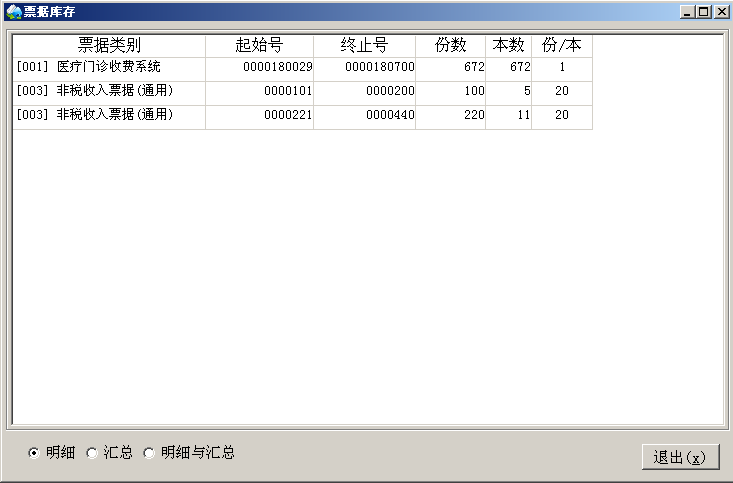 票据库存
票据类别 起始号 终止号 份数 本数 份/本
[001] 医疗门诊收费系统 0000180029 0000180700 672 672 1
[003] 非税收入票据(通用) 0000101 0000200 100 5 20
[003] 非税收入票据(通用) 0000221 0000440 220 11 20
明细 汇总 明细与汇总 退出(x)